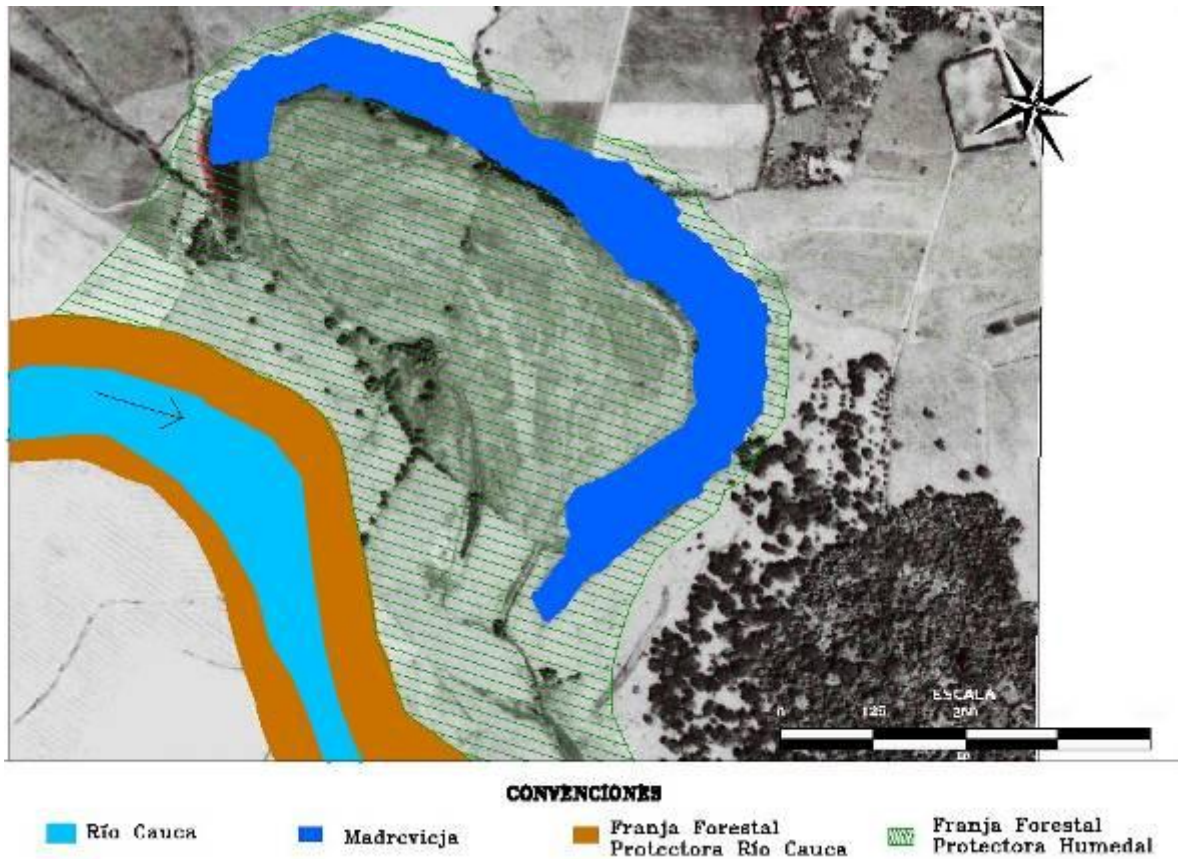 ESCALA
0 125 250
CONVENCIONES
Río Cauca
Madrevieja
Franja Forestal
Protectora Río Cauca
Franja Forestal
Protectora Humedal